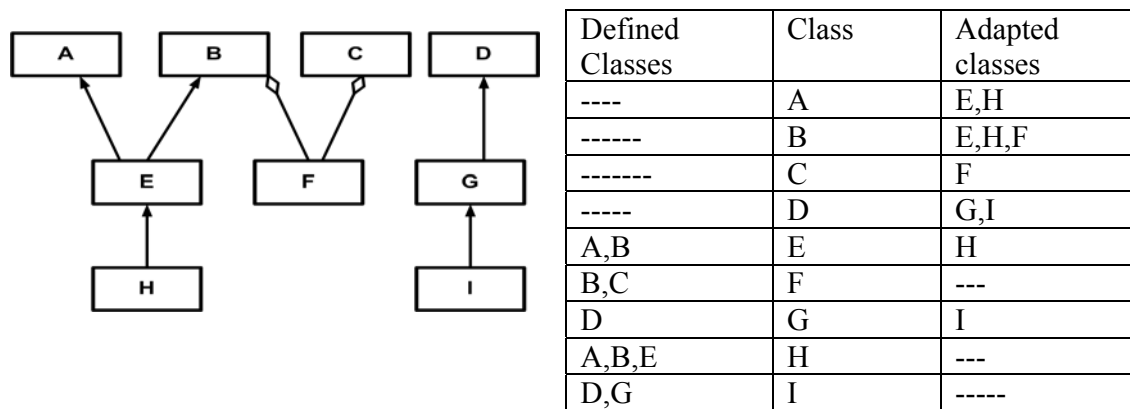 A B C D
E F G
H I
Defined Classes Class Adapted classes
---- A E,H
------ B E,H,F
------- C F
----- D G,I
A,B E H
B,C F ---
D G I
A,B,E H ---
D,G I -----